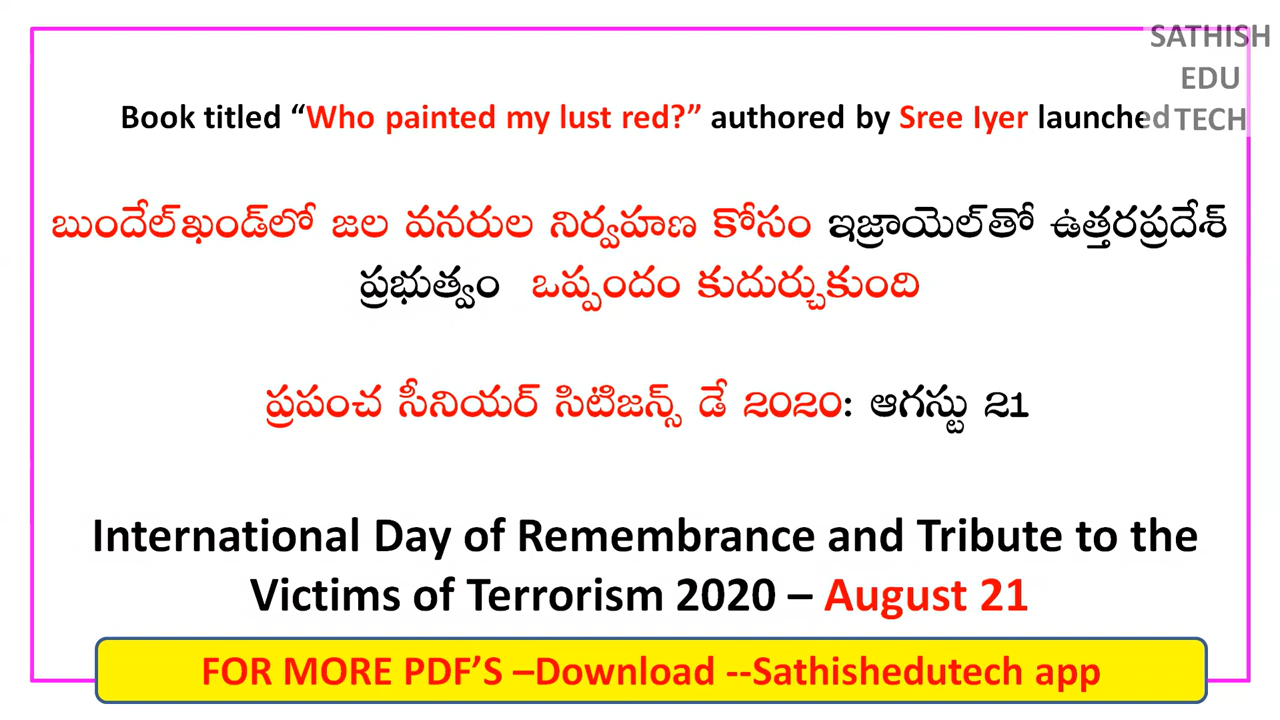 SATHISH
EDU
TECH
Book titled “Who painted my lust red?” authored by Sree Iyer launched
బుందేల్‌ఖండ్‌లో జల వనరుల నిర్వహణ కోసం ఇజ్రాయెల్‌తో ఉత్తరప్రదేశ్
ప్రభుత్వం ఒప్పందం కుదుర్చుకుంది
ప్రపంచ సీనియర్ సిటిజన్స్ డే 2020: ఆగస్టు 21
International Day of Remembrance and Tribute to the
Victims of Terrorism 2020 – August 21
FOR MORE PDF’S –Download --Sathishedutech app